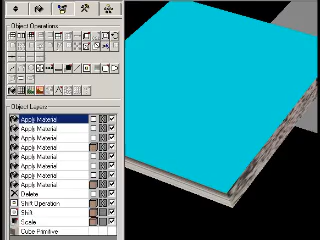 Object Operations
Object Layers
Apply Material
Apply Material
Apply Material
Apply Material
Apply Material
Apply Material
Apply Material
Apply Material
Delete
Shift Operation
Shift
Scale
Cube Primitive